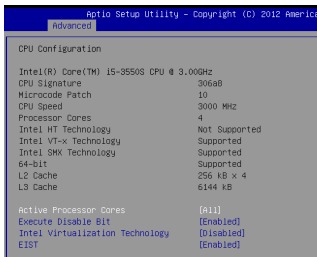 Aptio Setup Utility - Copyright (C) 2012 America
Advanced
CPU Configuration
Intel(R) Core(TM) i5-3550S CPU @ 3.00GHz
CPU Signature 306a8
Microcode Patch 10
CPU Speed 3000 MHz
Processor Cores 4
Intel HT Technology Not Supported
Intel VT-x Technology Supported
Intel SMX Technology Supported
64-bit Supported
L2 Cache 256 kB x 4
L3 Cache 6144 kB
Active Processor Cores [All]
Execute Disable Bit [Enabled]
Intel Virtualization Technology [Disabled]
EIST [Enabled]